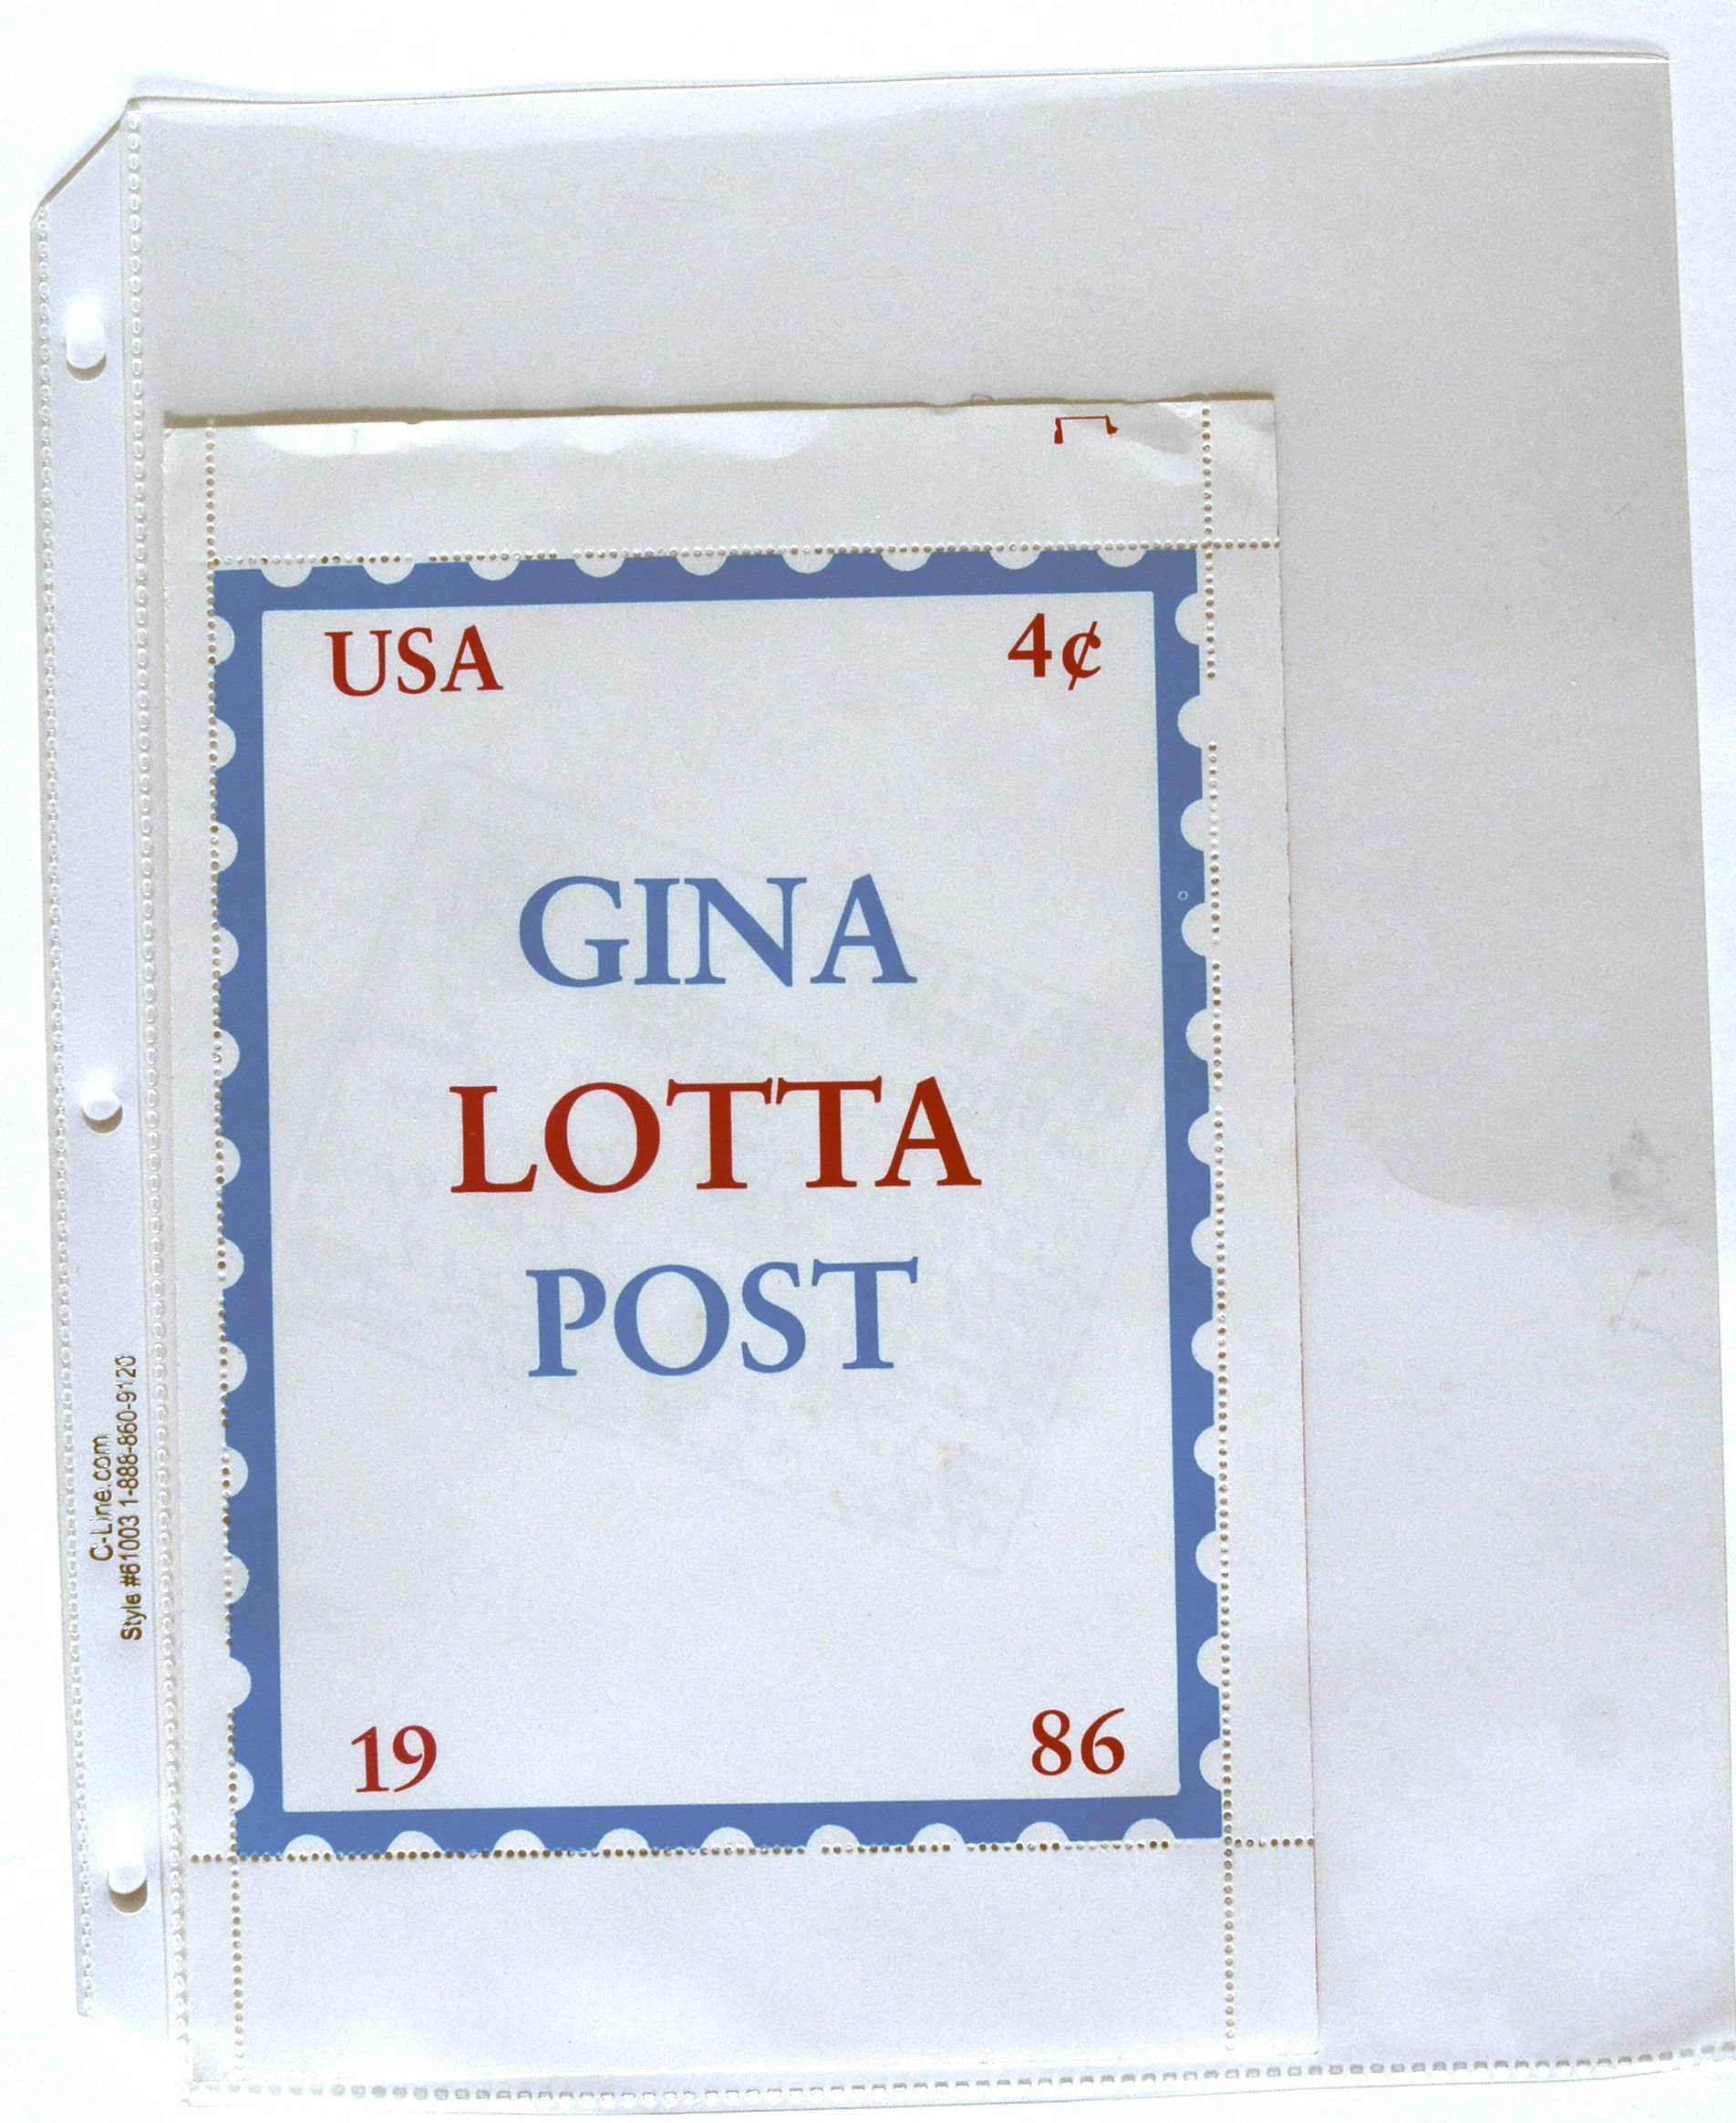 USA 4¢
GINA
LOTTA
POST
19 86
C-Line.com
Style #61003 1-888-860-9120